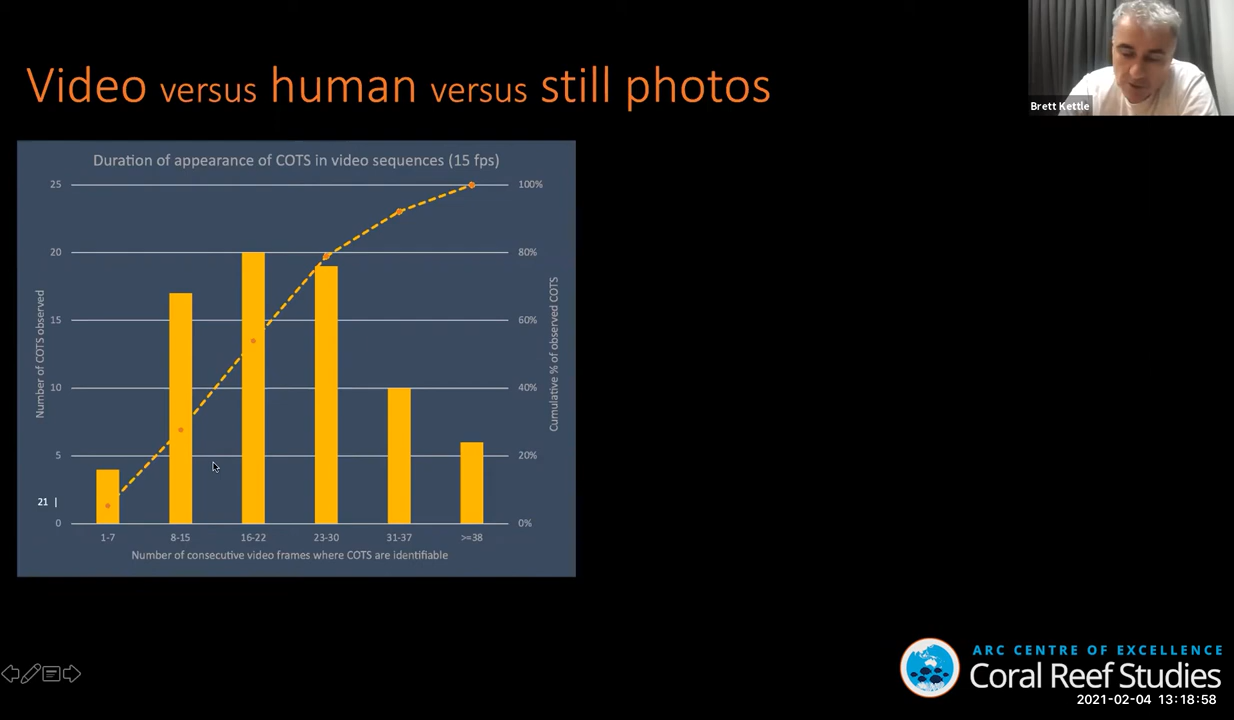 Video versus human versus still photos
Brett Kettle
Duration of appearance of COTS in video sequences (15 fps)
25
20
15
10
5
0
100%
80%
60%
40%
20%
0%
Number of COTS observed
Cumulative % of observed COTS
21 |
1-7 8-15 16-22 23-30 31-37 >=38
Number of consecutive video frames where COTS are identifiable
ARC CENTRE OF EXCELLENCE
Coral Reef Studies
2021-02-04 13:18:58